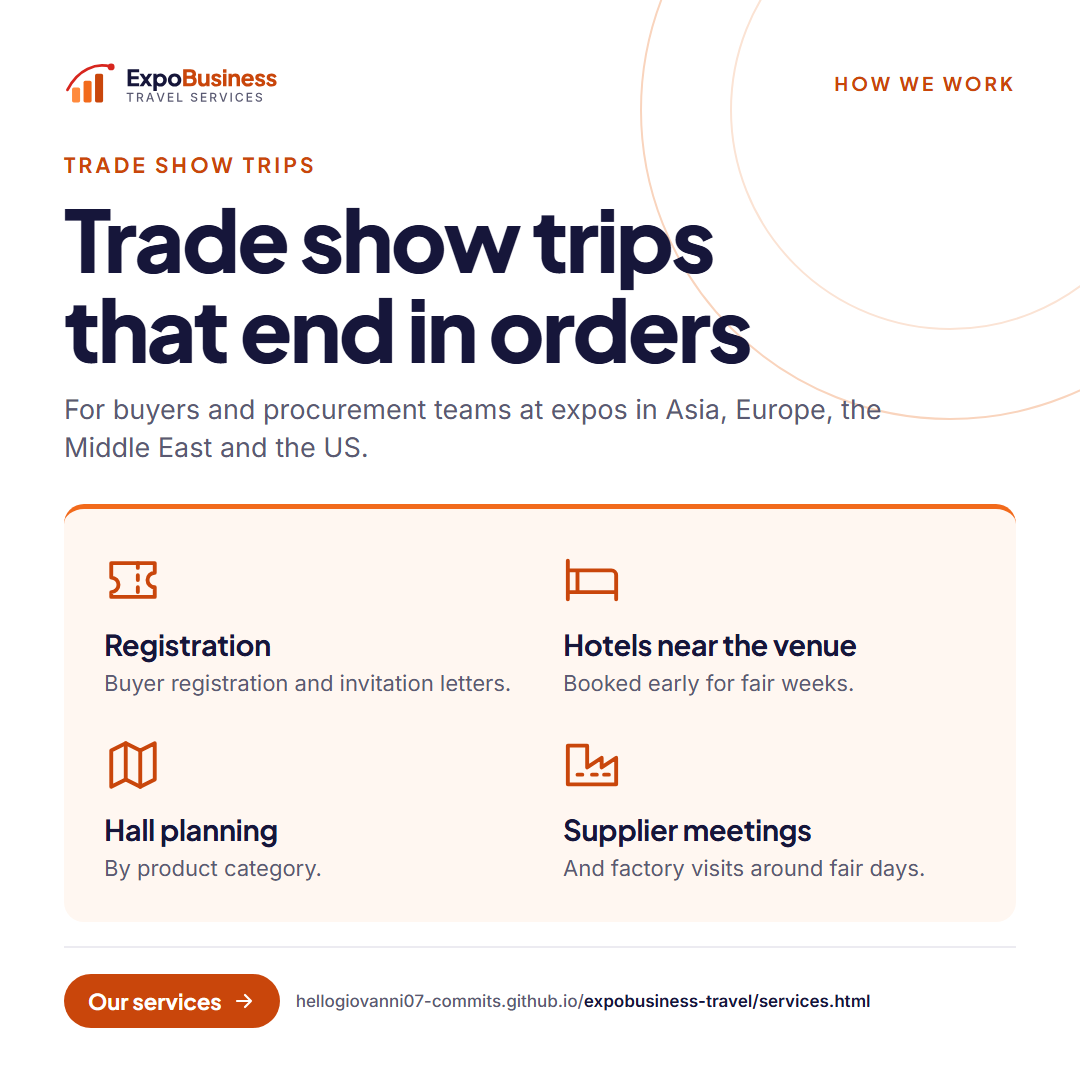 ExpoBusiness
TRAVEL SERVICES
HOW WE WORK
TRADE SHOW TRIPS
Trade show trips
that end in orders
For buyers and procurement teams at expos in Asia, Europe, the
Middle East and the US.
Registration
Buyer registration and invitation letters.
Hotels near the venue
Booked early for fair weeks.
Hall planning
By product category.
Supplier meetings
And factory visits around fair days.
Our services →
hellogiovanni07-commits.github.io/expobusiness-travel/services.html